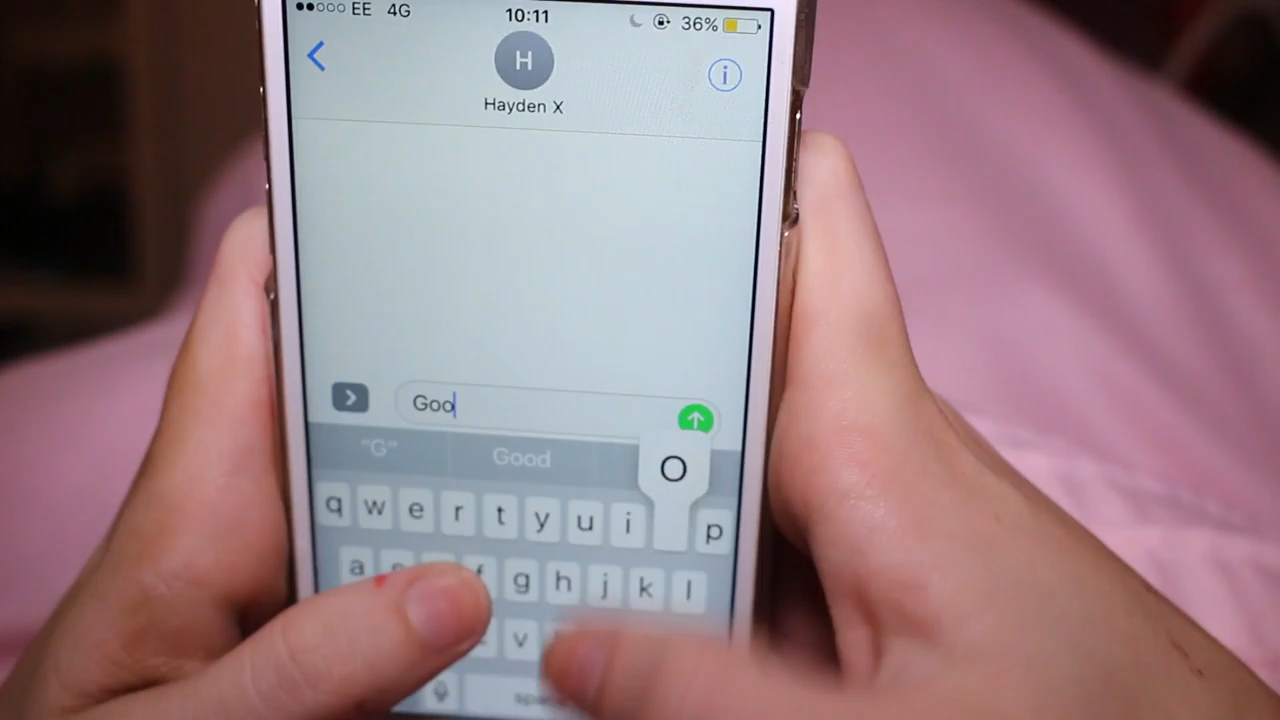 EE 4G 10:11 36%
H
i
Hayden X
Goo
"G" Good
O
q w e r t y u i p
a f g h j k l
v